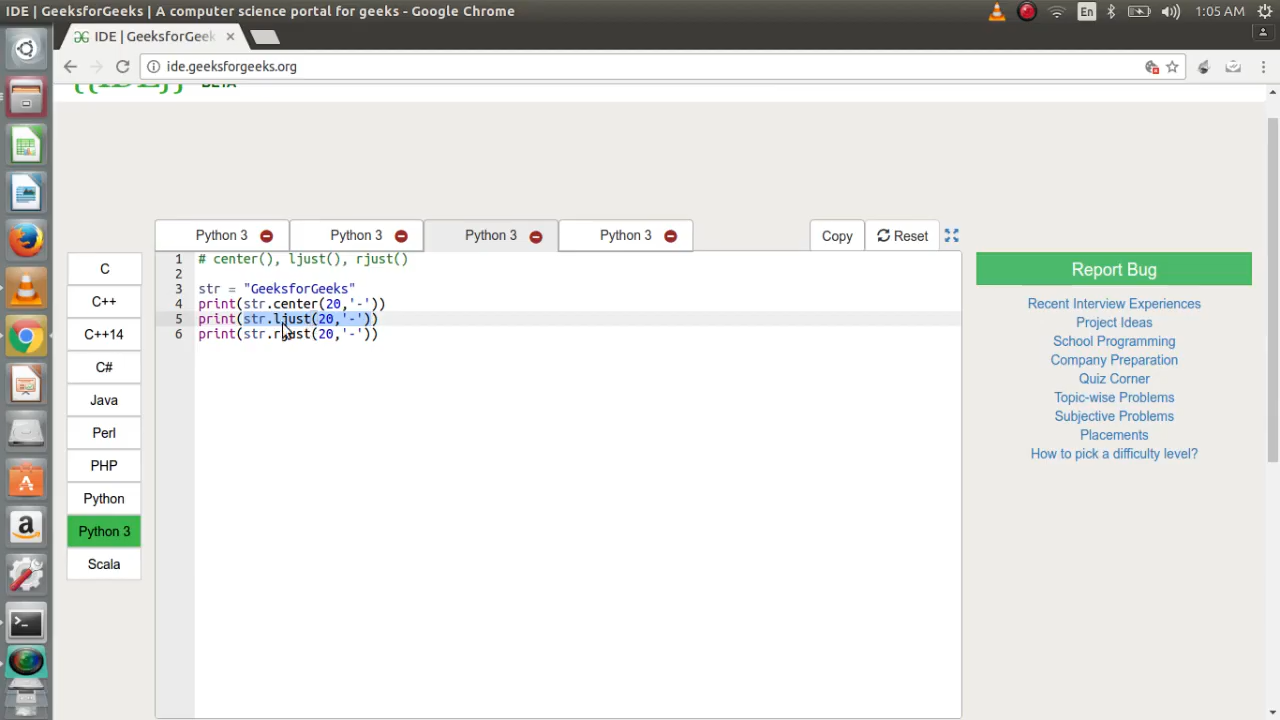 IDE | GeeksforGeeks | A computer science portal for geeks - Google Chrome
En
1:05 AM
IDE | GeeksforGeek
ide.geeksforgeeks.org
{{IDE}} BETA
Python 3
Python 3
Python 3
Python 3
Copy
Reset
C
C++
C++14
C#
Java
Perl
PHP
Python
Python 3
Scala
1 # center(), ljust(), rjust()
2
3 str = "GeeksforGeeks"
4 print(str.center(20,'-'))
5 print(str.ljust(20,'-'))
6 print(str.rjust(20,'-'))
Report Bug
Recent Interview Experiences
Project Ideas
School Programming
Company Preparation
Quiz Corner
Topic-wise Problems
Subjective Problems
Placements
How to pick a difficulty level?